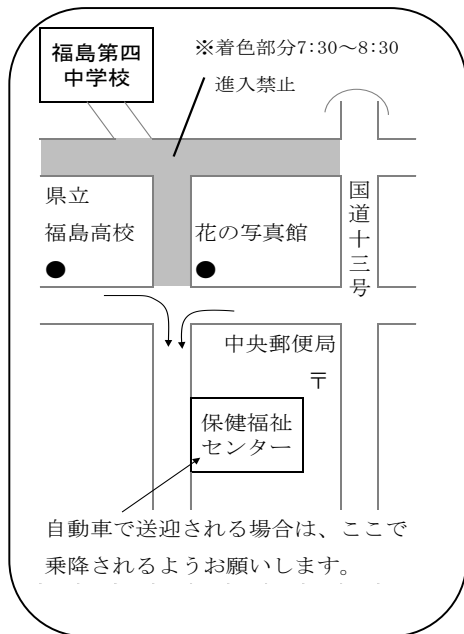 福島第四
中学校
※着色部分7:30～8:30
進入禁止
県立
福島高校
花の写真館
国道十三号
中央郵便局
〒
保健福祉
センター
自動車で送迎される場合は、ここで
乗降されるようお願いします。